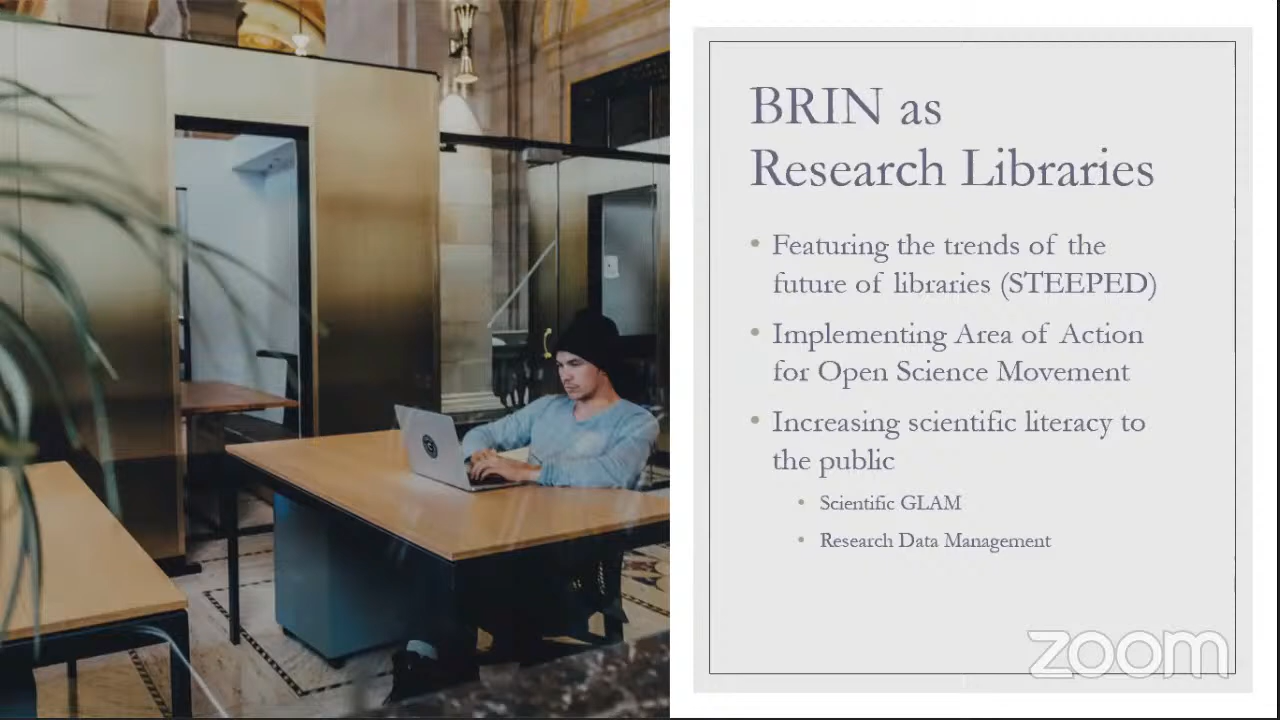 BRIN as
Research Libraries
• Featuring the trends of the
future of libraries (STEEPED)
• Implementing Area of Action
for Open Science Movement
• Increasing scientific literacy to
the public
• Scientific GLAM
• Research Data Management
zoom